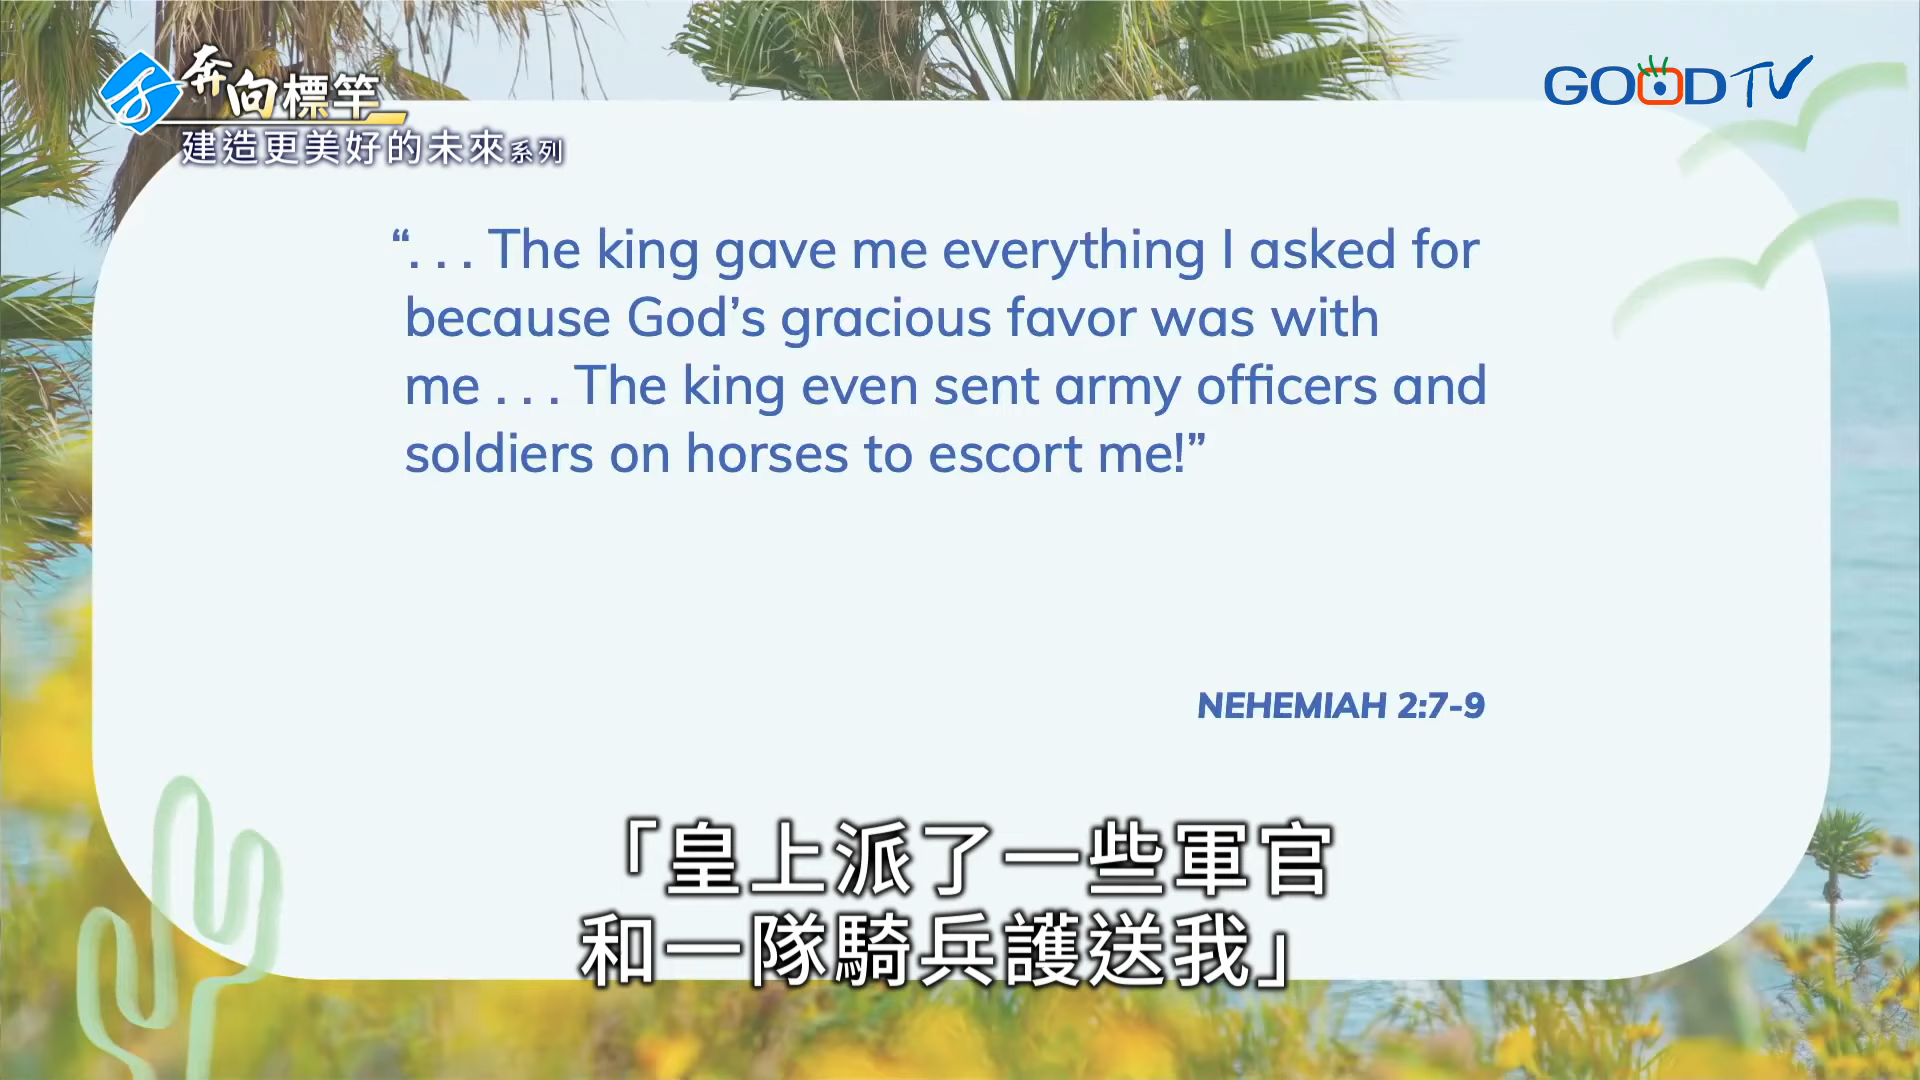 奔向標竿
建造更美好的未來系列
GOOD TV
“. . . The king gave me everything I asked for
because God’s gracious favor was with
me . . . The king even sent army officers and
soldiers on horses to escort me!”
NEHEMIAH 2:7-9
「皇上派了一些軍官
和一隊騎兵護送我」